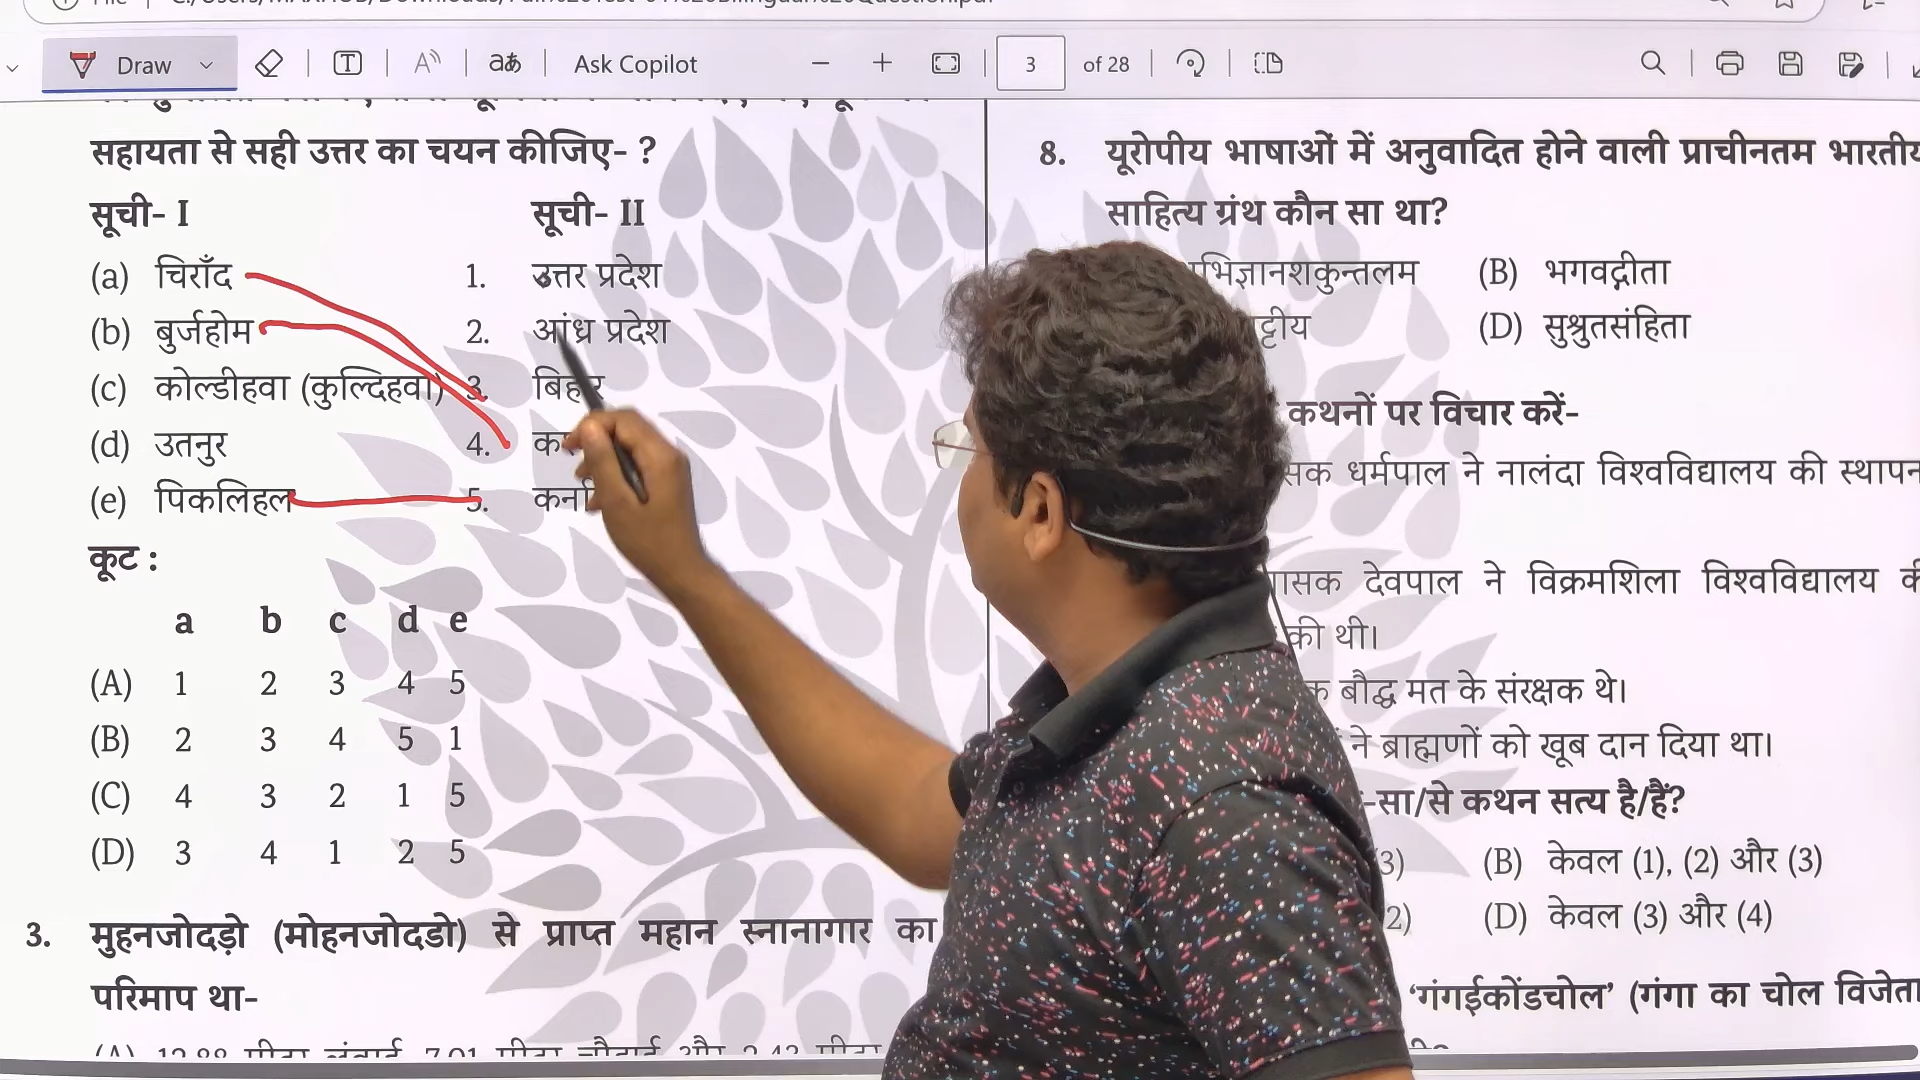 Draw
Ask Copilot
3 of 28
सहायता से सही उत्तर का चयन कीजिए- ?
सूची- I सूची- II
(a) चिराँद 1. उत्तर प्रदेश
(b) बुर्जहोम 2. आंध्र प्रदेश
(c) कोल्डीहवा (कुल्दिहवा) 3. बिहार
(d) उतनुर 4.
(e) पिकलिहल 5.
कूट :
a b c d e
(A) 1 2 3 4 5
(B) 2 3 4 5 1
(C) 4 3 2 1 5
(D) 3 4 1 2 5
3. मुहनजोदड़ो (मोहनजोदडो) से प्राप्त महान स्नानागार का
परिमाप था-
8. यूरोपीय भाषाओं में अनुवादित होने वाली प्राचीनतम भारतीय
साहित्य ग्रंथ कौन सा था?
(B) भगवद्गीता
(D) सुश्रुतसंहिता
कथनों पर विचार करें-
धर्मपाल ने नालंदा विश्वविद्यालय की
देवपाल ने विक्रमशिला विश्वविद्यालय
की थी।
बौद्ध मत के संरक्षक थे।
ने ब्राह्मणों को खूब दान दिया था।
-सा/से कथन सत्य है/हैं?
(B) केवल (1), (2) और (3)
(D) केवल (3) और (4)
‘गंगईकोंडचोल’ (गंगा का चोल विजेता